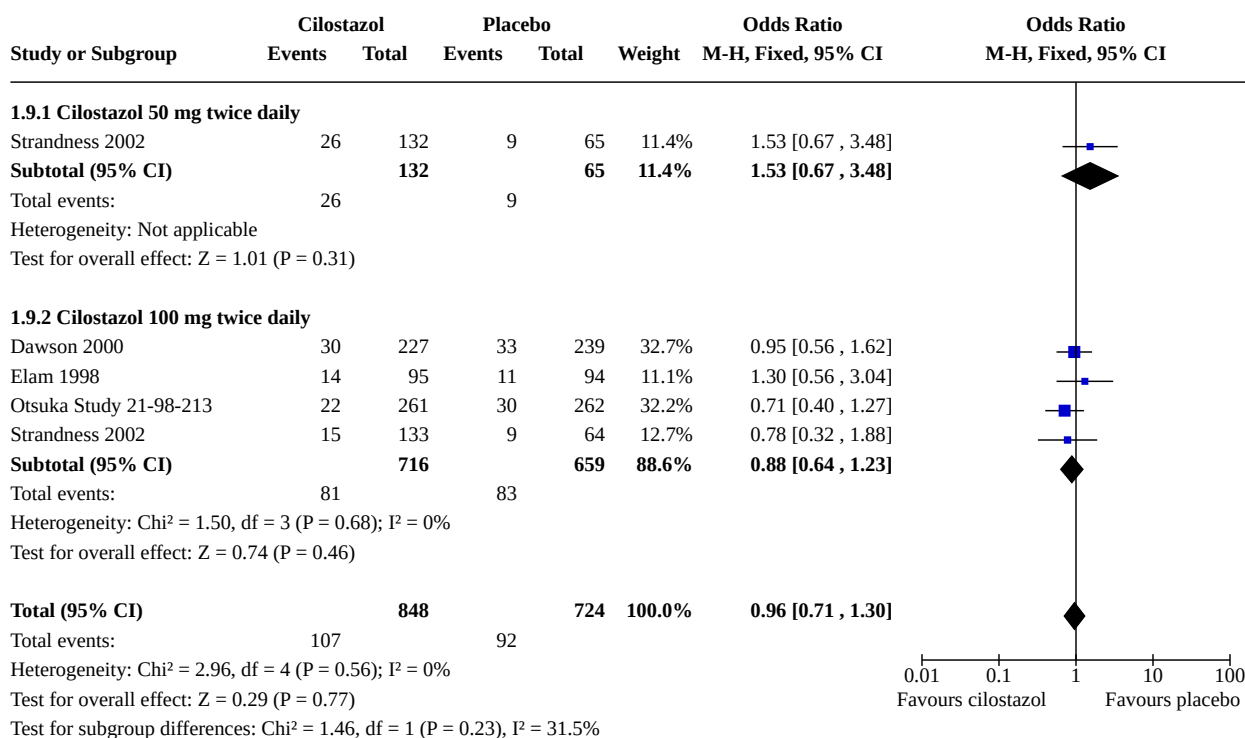 Cilostazol Placebo Odds Ratio Odds Ratio
Study or Subgroup Events Total Events Total Weight M-H, Fixed, 95% CI M-H, Fixed, 95% CI
1.9.1 Cilostazol 50 mg twice daily
Strandness 2002 26 132 9 65 11.4% 1.53 [0.67 , 3.48]
Subtotal (95% CI) 132 65 11.4% 1.53 [0.67 , 3.48]
Total events: 26 9
Heterogeneity: Not applicable
Test for overall effect: Z = 1.01 (P = 0.31)
1.9.2 Cilostazol 100 mg twice daily
Dawson 2000 30 227 33 239 32.7% 0.95 [0.56 , 1.62]
Elam 1998 14 95 11 94 11.1% 1.30 [0.56 , 3.04]
Otsuka Study 21-98-213 22 261 30 262 32.2% 0.71 [0.40 , 1.27]
Strandness 2002 15 133 9 64 12.7% 0.78 [0.32 , 1.88]
Subtotal (95% CI) 716 659 88.6% 0.88 [0.64 , 1.23]
Total events: 81 83
Heterogeneity: Chi² = 1.50, df = 3 (P = 0.68); I² = 0%
Test for overall effect: Z = 0.74 (P = 0.46)
Total (95% CI) 848 724 100.0% 0.96 [0.71 , 1.30]
Total events: 107 92
Heterogeneity: Chi² = 2.96, df = 4 (P = 0.56); I² = 0%
0.01 0.1 1 10 100
Test for overall effect: Z = 0.29 (P = 0.77)
Favours cilostazol Favours placebo
Test for subgroup differences: Chi² = 1.46, df = 1 (P = 0.23), I² = 31.5%